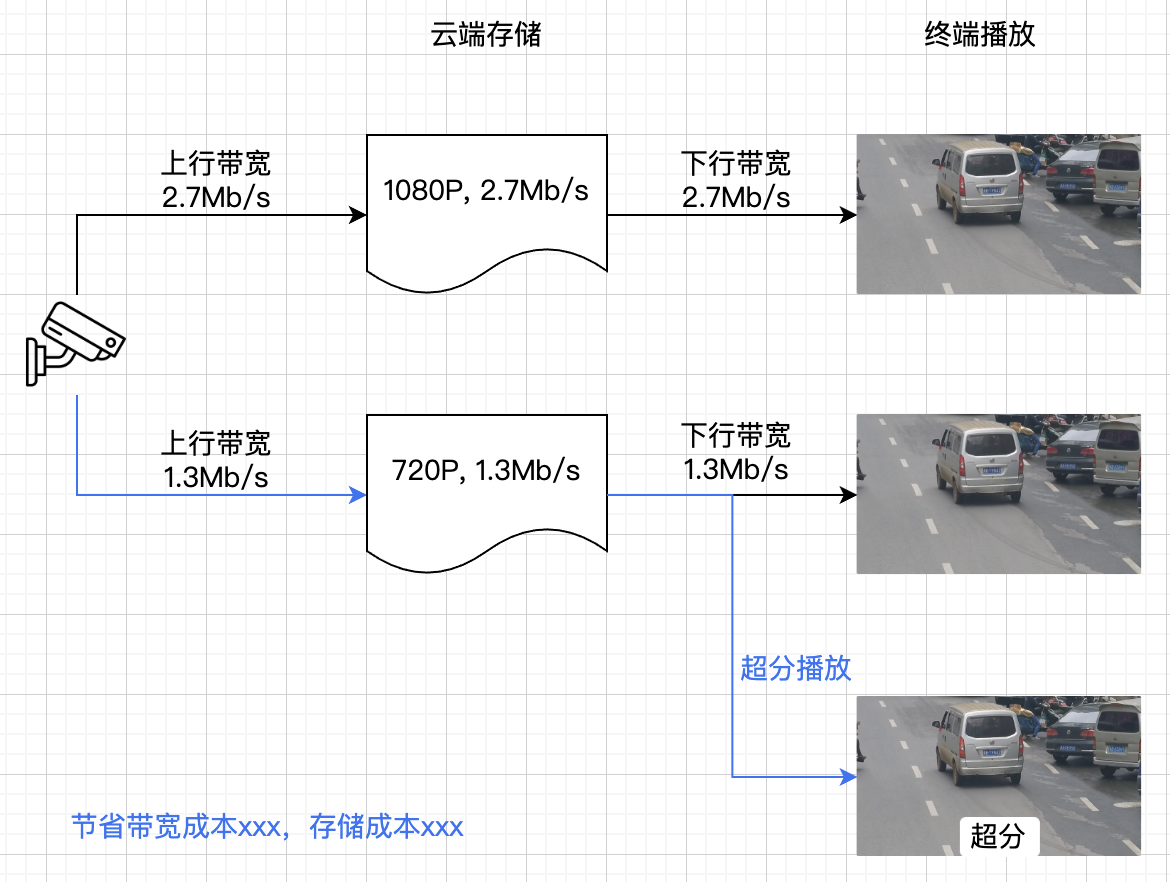 云端存储
终端播放
上行带宽
2.7Mb/s
1080P, 2.7Mb/s
下行带宽
2.7Mb/s
上行带宽
1.3Mb/s
720P, 1.3Mb/s
下行带宽
1.3Mb/s
超分播放
节省带宽成本xxx，存储成本xxx
超分